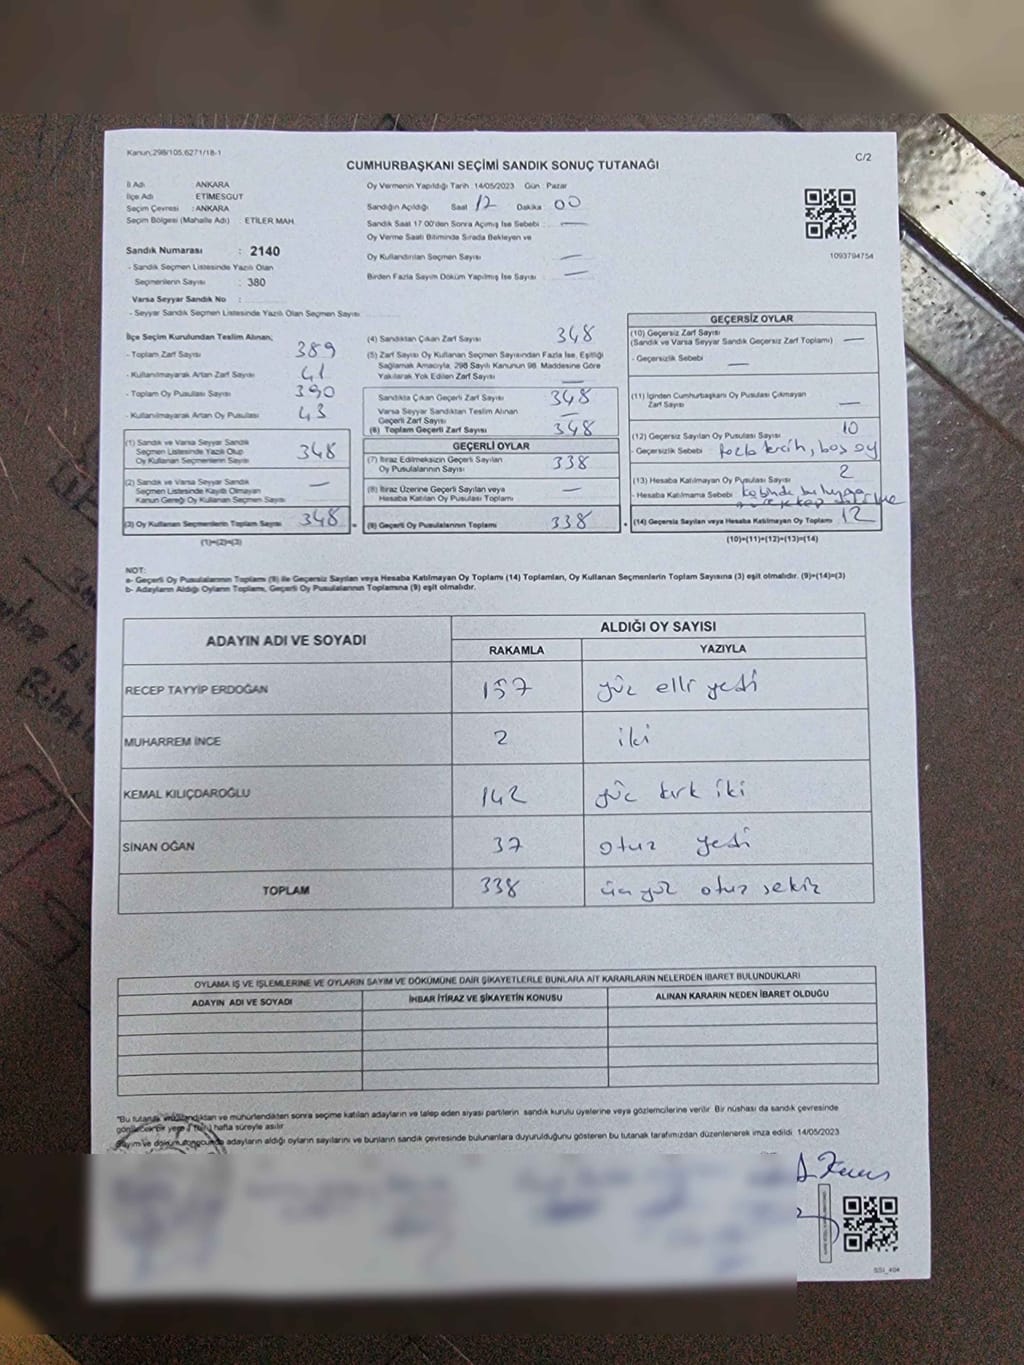 Kanun:298/105,6271/18-1
C/2
CUMHURBAŞKANI SEÇİMİ SANDIK SONUÇ TUTANAĞI
İl Adı ANKARA
İlçe Adı ETİMESGUT
Seçim Çevresi : ANKARA
Seçim Bölgesi (Mahalle Adı) : ETİLER MAH.
Sandık Numarası : 2140
- Sandık Seçmen Listesinde Yazılı Olan
Seçmenlerin Sayısı : 380
Varsa Seyyar Sandık No :
- Seyyar Sandık Seçmen Listesinde Yazılı Olan Seçmen Sayısı
Oy Vermenin Yapıldığı Tarih : 14/05/2023 Gün : Pazar
Sandığın Açıldığı Saat 12 Dakika 00
Sandık Saat 17.00'den Sonra Açılmış İse Sebebi : —
Oy Verme Saati Bitiminde Sırada Bekleyen ve
Oy Kullandırılan Seçmen Sayısı —
Birden Fazla Sayım Döküm Yapılmış İse Sayısı —
1093794754
İlçe Seçim Kurulundan Teslim Alınan;
- Toplam Zarf Sayısı 389
- Kullanılmayarak Artan Zarf Sayısı 41
- Toplam Oy Pusulası Sayısı 390
- Kullanılmayarak Artan Oy Pusulası 43
(1) Sandık ve Varsa Seyyar Sandık
Seçmen Listesinde Yazılı Olup
Oy Kullanan Seçmenlerin Sayısı 348
(2) Sandık ve Varsa Seyyar Sandık
Seçmen Listesinde Kayıtlı Olmayan
Kanun Gereği Oy Kullanan Seçmen Sayısı —
(3) Oy Kullanan Seçmenlerin Toplam Sayısı 348 =
(1)+(2)=(3)
(4) Sandıktan Çıkan Zarf Sayısı 348
(5) Zarf Sayısı Oy Kullanan Seçmen Sayısından Fazla İse, Eşitliği
Sağlamak Amacıyla, 298 Sayılı Kanunun 98. Maddesine Göre
Yakılarak Yok Edilen Zarf Sayısı —
Sandıkta Çıkan Geçerli Zarf Sayısı 348
Varsa Seyyar Sandıktan Teslim Alınan
Geçerli Zarf Sayısı —
(6) Toplam Geçerli Zarf Sayısı 348
GEÇERLİ OYLAR
(7) İtiraz Edilmeksizin Geçerli Sayılan
Oy Pusulalarının Sayısı 338
(8) İtiraz Üzerine Geçerli Sayılan veya
Hesaba Katılan Oy Pusulası Toplamı —
(9) Geçerli Oy Pusulalarının Toplamı 338 +
GEÇERSİZ OYLAR
(10) Geçersiz Zarf Sayısı
(Sandık ve Varsa Seyyar Sandık Geçersiz Zarf Toplamı) —
- Geçersizlik Sebebi —
(11) İçinden Cumhurbaşkanı Oy Pusulası Çıkmayan
Zarf Sayısı —
(12) Geçersiz Sayılan Oy Pusulası Sayısı 10
- Geçersizlik Sebebi fazla tercih, boş oy
(13) Hesaba Katılmayan Oy Pusulası Sayısı 2
- Hesaba Katılmama Sebebi
(14) Geçersiz Sayılan veya Hesaba Katılmayan Oy Toplamı 12
(10)+(11)+(12)+(13)=(14)
NOT:
a- Geçerli Oy Pusulalarının Toplamı (9) ile Geçersiz Sayılan veya Hesaba Katılmayan Oy Toplamı (14) Toplamları, Oy Kullanan Seçmenlerin Toplam Sayısına (3) eşit olmalıdır. (9)+(14)=(3)
b- Adayların Aldığı Oyların Toplamı, Geçerli Oy Pusulalarının Toplamına (9) eşit olmalıdır.
ADAYIN ADI VE SOYADI ALDIĞI OY SAYISI
RAKAMLA YAZIYLA
RECEP TAYYİP ERDOĞAN 157 yüz elli yedi
MUHARREM İNCE 2 iki
KEMAL KILIÇDAROĞLU 142 yüz kırk iki
SİNAN OĞAN 37 otuz yedi
TOPLAM 338 üç yüz otuz sekiz
OYLAMA İŞ VE İŞLEMLERİNE VE OYLARIN SAYIM VE DÖKÜMÜNE DAİR ŞİKAYETLERLE BUNLARA AİT KARARLARIN NELERDEN İBARET BULUNDUKLARI
ADAYIN ADI VE SOYADI İHBAR İTİRAZ VE ŞİKAYETİN KONUSU ALINAN KARARIN NEDEN İBARET OLDUĞU
"Bu tutanak imzalandıktan ve mühürlendikten sonra seçime katılan adayların ve talep eden siyasi partilerin sandık kurulu üyelerine veya gözlemcilerine verilir. Bir nüshası da sandık çevresinde
görülecek bir yere 1 (bir) hafta süreyle asılır.
Sayım ve döküm sonucunda adayların aldığı oyların sayılarını ve bunların sandık çevresinde bulunanlara duyurulduğunu gösteren bu tutanak tarafımızdan düzenlenerek imza edildi. 14/05/2023
SSI_404